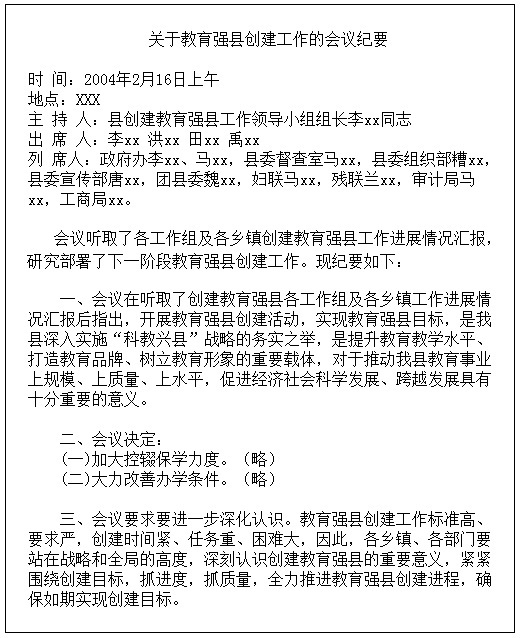 关于教育强县创建工作的会议纪要
时 间：2004年2月16日上午
地点：XXX
主 持 人：县创建教育强县工作领导小组组长李xx同志
出 席 人：李xx 洪xx 田xx 禹xx
列 席人：政府办李xx、马xx，县委督查室马xx，县委组织部糟xx，
县委宣传部唐xx，团县委魏xx，妇联马xx，残联兰xx，审计局马
xx，工商局xx。
会议听取了各工作组及各乡镇创建教育强县工作进展情况汇报，
研究部署了下一阶段教育强县创建工作。现纪要如下：
一、会议在听取了创建教育强县各工作组及各乡镇工作进展情
况汇报后指出，开展教育强县创建活动，实现教育强县目标，是我
县深入实施“科教兴县”战略的务实之举，是提升教育教学水平、
打造教育品牌、树立教育形象的重要载体，对于推动我县教育事业
上规模、上质量、上水平，促进经济社会科学发展、跨越发展具有
十分重要的意义。
二、会议决定：
(一)加大控辍保学力度。（略）
(二)大力改善办学条件。（略）
三、会议要求要进一步深化认识。教育强县创建工作标准高、
要求严，创建时间紧、任务重、困难大，因此，各乡镇、各部门要
站在战略和全局的高度，深刻认识创建教育强县的重要意义，紧紧
围绕创建目标，抓进度，抓质量，全力推进教育强县创建进程，确
保如期实现创建目标。